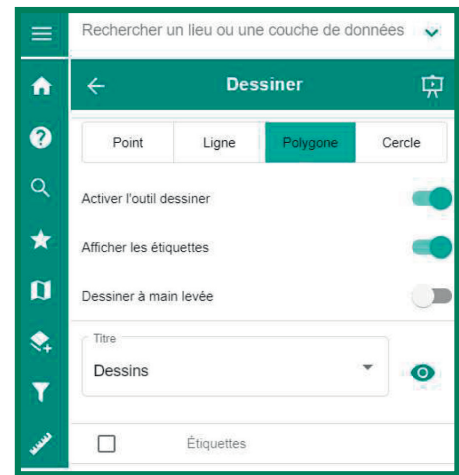 Rechercher un lieu ou une couche de données
Dessiner
Point Ligne Polygone Cercle
Activer l'outil dessiner
Afficher les étiquettes
Dessiner à main levée
Titre
Dessins
Étiquettes